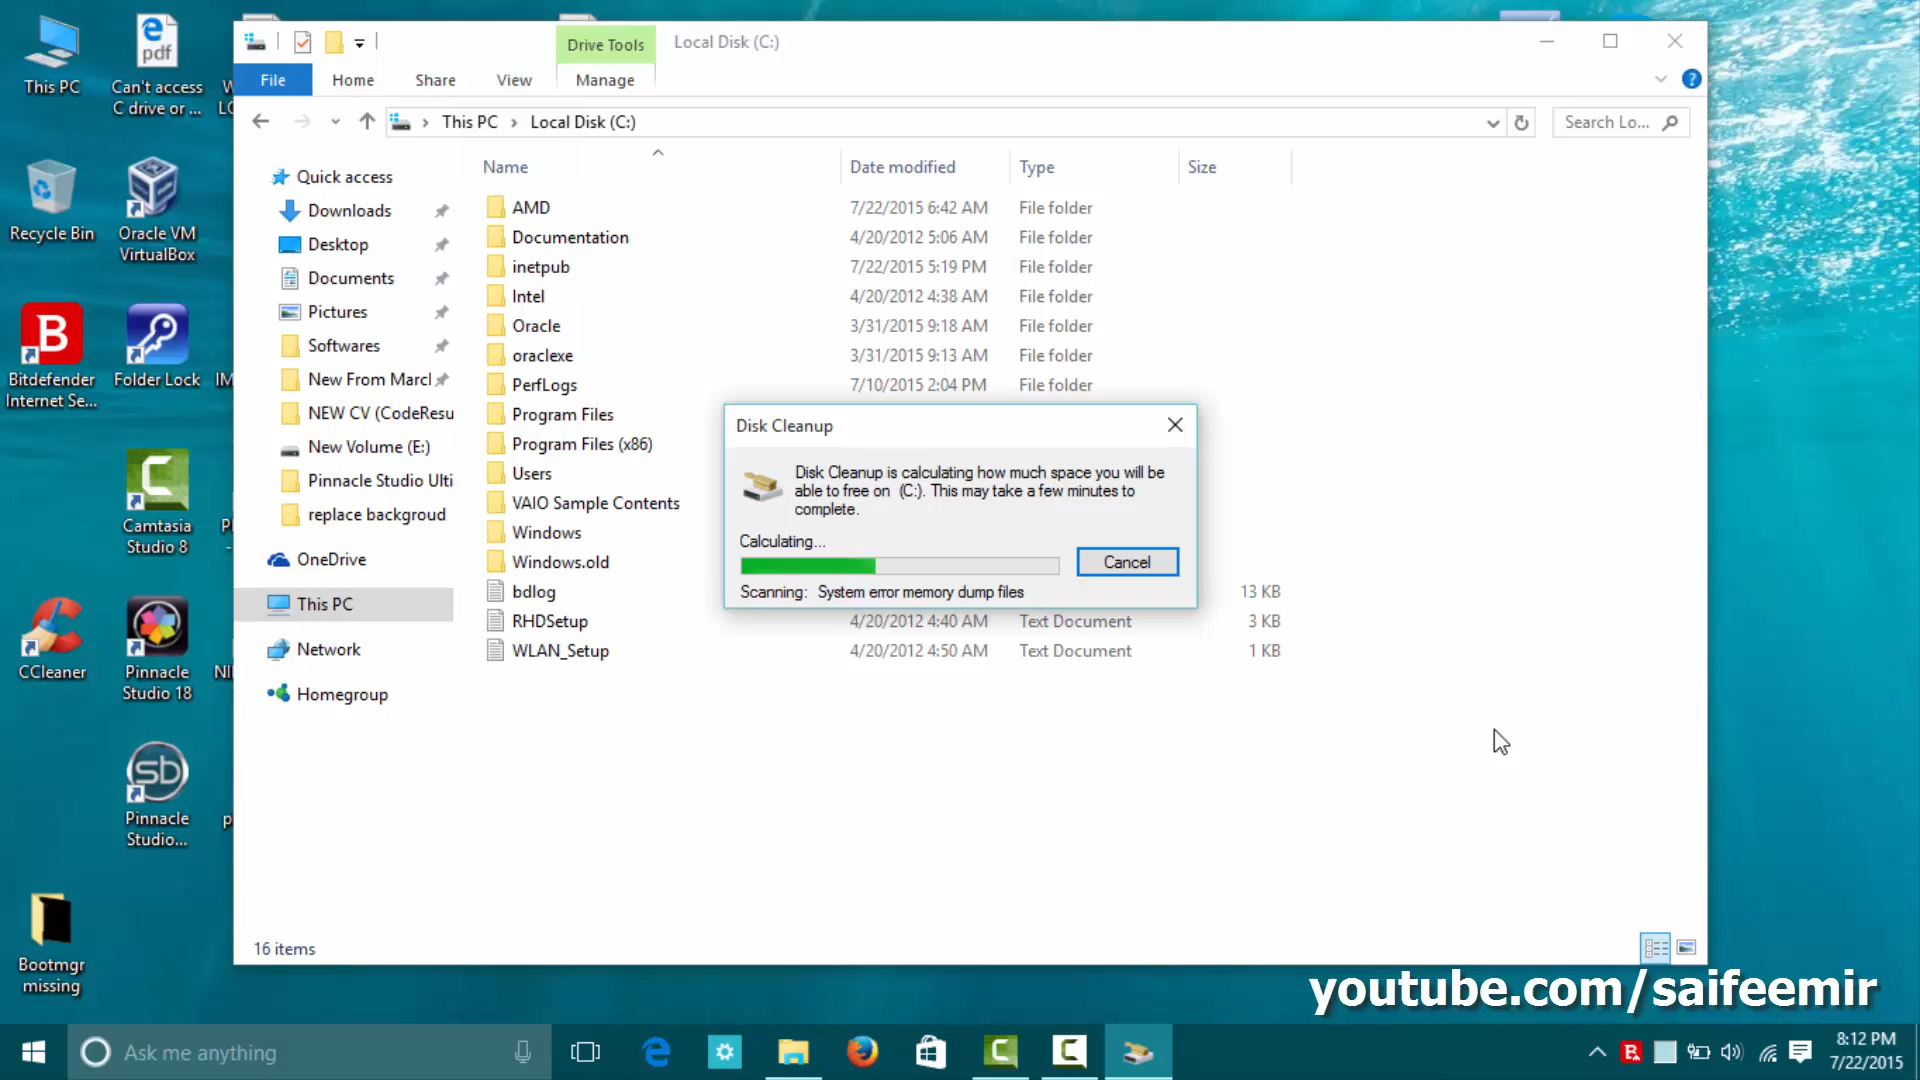 This PC
Can't access
C drive or ...
Recycle Bin
Oracle VM
VirtualBox
Bitdefender
Internet Se...
Folder Lock
IM
Camtasia
Studio 8
CCleaner
Pinnacle
Studio 18
NI
Pinnacle
Studio...
Bootmgr
missing
Drive Tools
Local Disk (C:)
File
Home
Share
View
Manage
This PC
Local Disk (C:)
Search Lo...
Quick access
Downloads
Desktop
Documents
Pictures
Softwares
New From Marcl
NEW CV (CodeResu
New Volume (E:)
Pinnacle Studio Ulti
replace backgroud
OneDrive
This PC
Network
Homegroup
Name Date modified Type Size
AMD 7/22/2015 6:42 AM File folder
Documentation 4/20/2012 5:06 AM File folder
inetpub 7/22/2015 5:19 PM File folder
Intel 4/20/2012 4:38 AM File folder
Oracle 3/31/2015 9:18 AM File folder
oraclexe 3/31/2015 9:13 AM File folder
PerfLogs 7/10/2015 2:04 PM File folder
Program Files
Program Files (x86)
Users
VAIO Sample Contents
Windows
Windows.old
bdlog 13 KB
RHDSetup 4/20/2012 4:40 AM Text Document 3 KB
WLAN_Setup 4/20/2012 4:50 AM Text Document 1 KB
Disk Cleanup
Disk Cleanup is calculating how much space you will be
able to free on (C:). This may take a few minutes to
complete.
Calculating...
Cancel
Scanning: System error memory dump files
16 items
youtube.com/saifeemir
Ask me anything
8:12 PM
7/22/2015